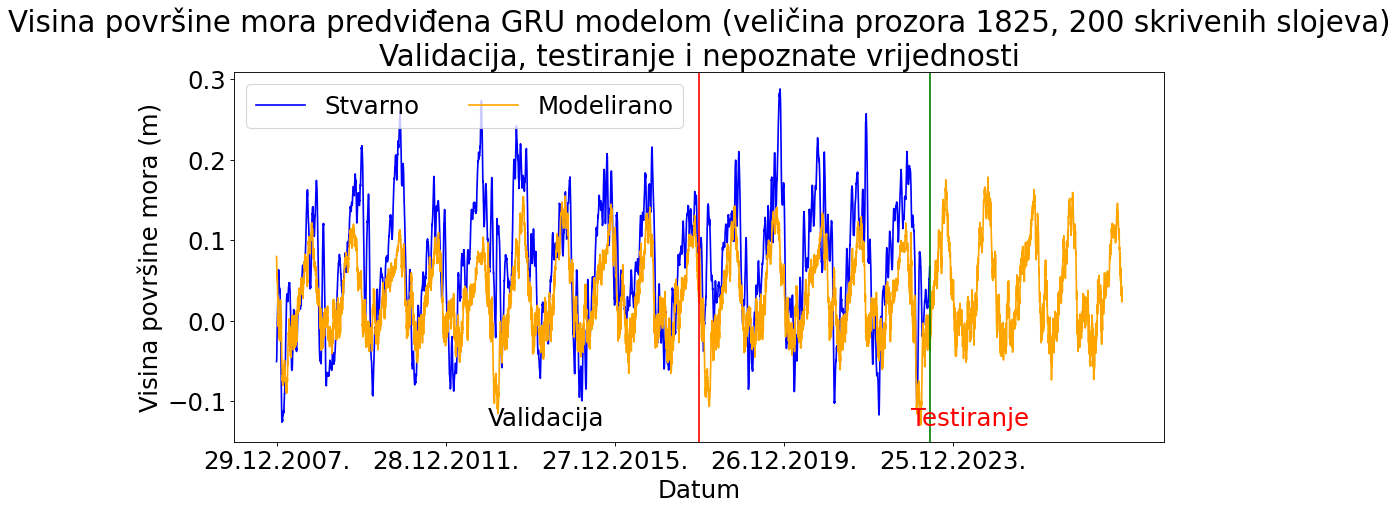 Visina površine mora predviđena GRU modelom (veličina prozora 1825, 200 skrivenih slojeva)
Validacija, testiranje i nepoznate vrijednosti
Stvarno
Modelirano
Visina površine mora (m)
0.3
0.2
0.1
0.0
−0.1
Validacija
Testiranje
29.12.2007.
28.12.2011.
27.12.2015.
26.12.2019.
25.12.2023.
Datum